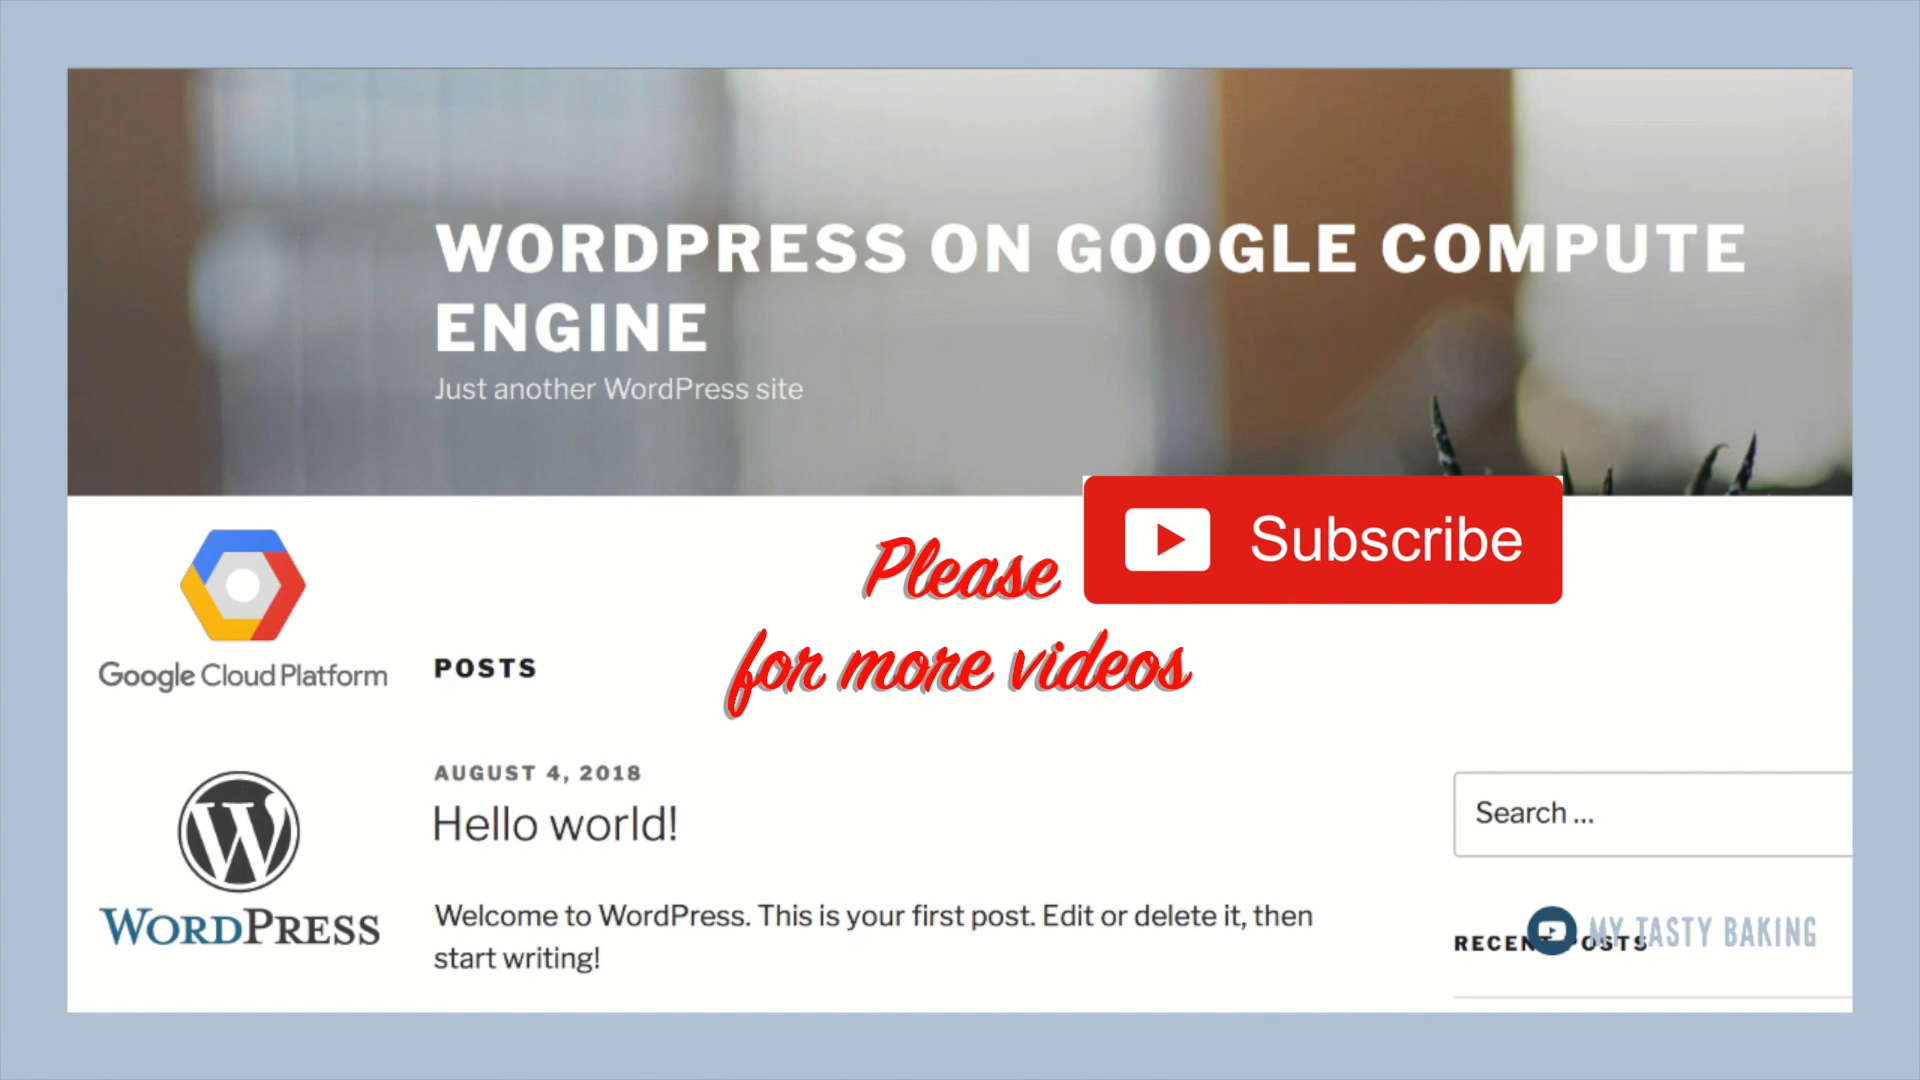 WORDPRESS ON GOOGLE COMPUTE
ENGINE
Just another WordPress site
Please Subscribe
for more videos
Google Cloud Platform
POSTS
AUGUST 4, 2018
Hello world!
Search ...
WORDPRESS
Welcome to WordPress. This is your first post. Edit or delete it, then
start writing!
RECENT POSTS
MY TASTY BAKING